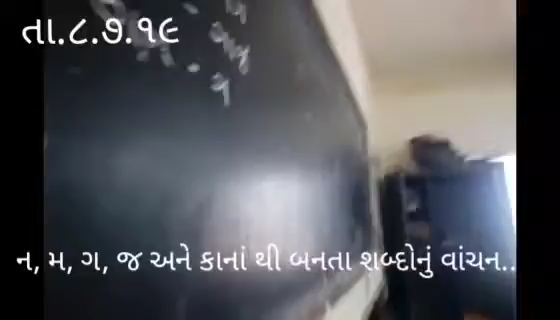 તા.૮.૭.૧૯
ન, મ, ગ, જ અને કાનાં થી બનતા શબ્દોનું વાંચન..